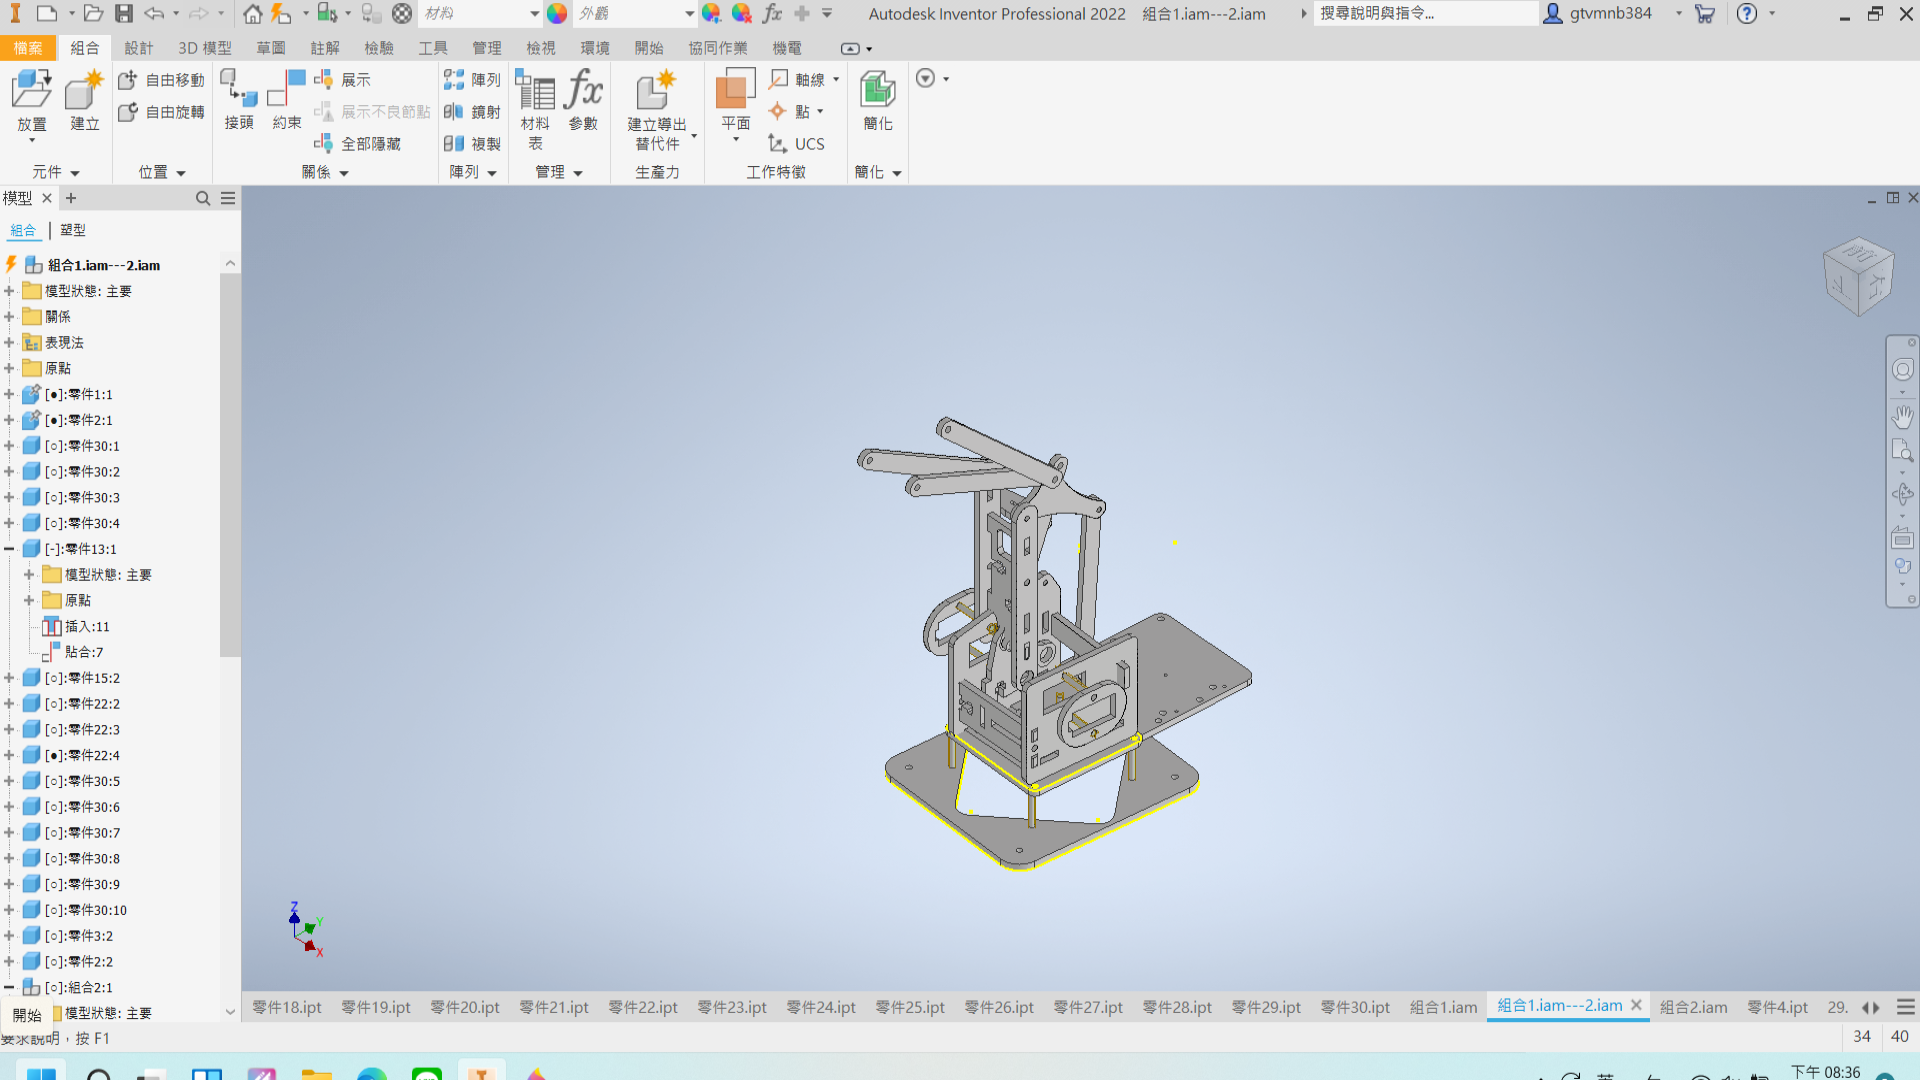 材料
外觀
fx
Autodesk Inventor Professional 2022 組合1.iam---2.iam
搜尋說明與指令...
gtvmnb384
檔案 組合 設計 3D 模型 草圖 註解 檢驗 工具 管理 檢視 環境 開始 協同作業 機電
放置
建立
自由移動
自由旋轉
接頭
約束
展示
展示不良節點
全部隱藏
陣列
鏡射
複製
材料表
fx
參數
建立導出
替代件
平面
軸線
點
UCS
簡化
元件 位置 關係 陣列 管理 生產力 工作特徵 簡化
模型
組合 | 塑型
組合1.iam---2.iam
模型狀態: 主要
關係
表現法
原點
[●]:零件1:1
[●]:零件2:1
[○]:零件30:1
[○]:零件30:2
[○]:零件30:3
[○]:零件30:4
[-]:零件13:1
模型狀態: 主要
原點
插入:11
貼合:7
[○]:零件15:2
[○]:零件22:2
[○]:零件22:3
[●]:零件22:4
[○]:零件30:5
[○]:零件30:6
[○]:零件30:7
[○]:零件30:8
[○]:零件30:9
[○]:零件30:10
[○]:零件3:2
[○]:零件2:2
[○]:組合2:1
模型狀態: 主要
開始
要求說明，按 F1
Z
Y
X
零件18.ipt 零件19.ipt 零件20.ipt 零件21.ipt 零件22.ipt 零件23.ipt 零件24.ipt 零件25.ipt 零件26.ipt 零件27.ipt 零件28.ipt 零件29.ipt 零件30.ipt 組合1.iam 組合1.iam---2.iam 組合2.iam 零件4.ipt 29.
34 40
下午 08:36